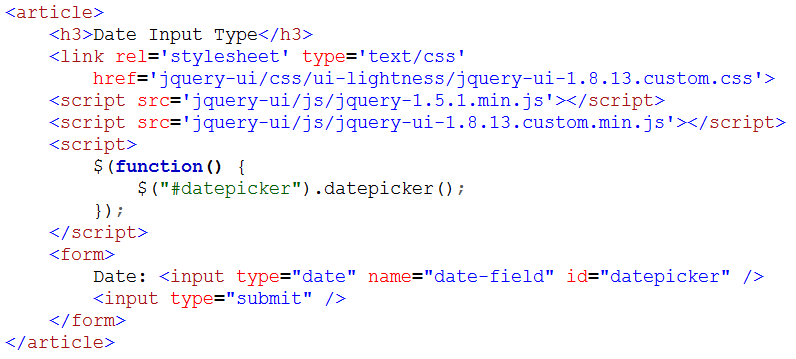 <article>
    <h3>Date Input Type</h3>
    <link rel='stylesheet' type='text/css'
        href='jquery-ui/css/ui-lightness/jquery-ui-1.8.13.custom.css'>
    <script src='jquery-ui/js/jquery-1.5.1.min.js'></script>
    <script src='jquery-ui/js/jquery-ui-1.8.13.custom.min.js'></script>
    <script>
        $(function() {
            $("#datepicker").datepicker();
        });
    </script>
    <form>
        Date: <input type="date" name="date-field" id="datepicker" />
        <input type="submit" />
    </form>
</article>